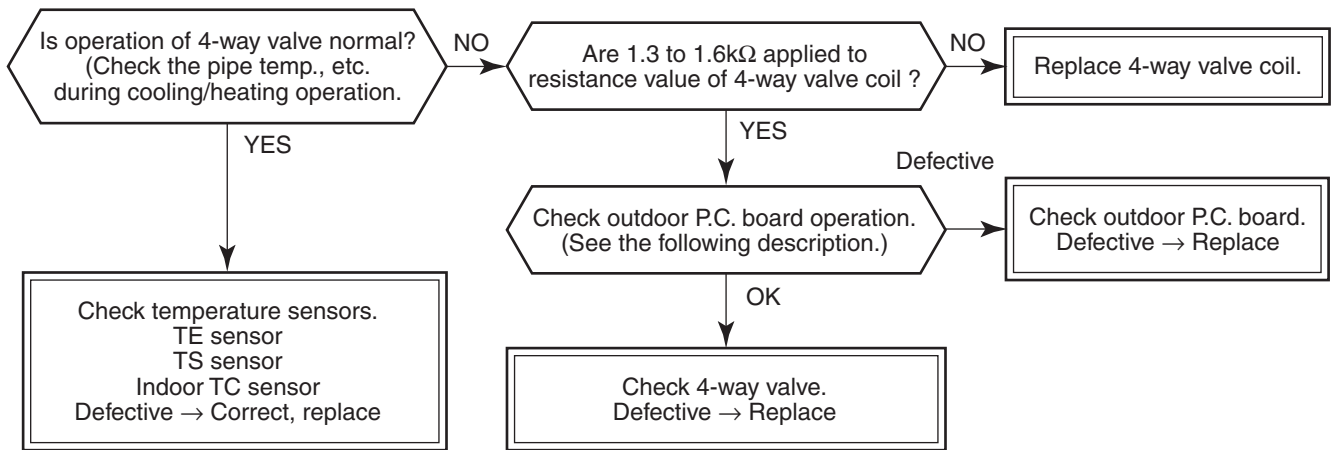 Is operation of 4-way valve normal?
(Check the pipe temp., etc.
during cooling/heating operation.
NO
Are 1.3 to 1.6kΩ applied to
resistance value of 4-way valve coil ?
NO
Replace 4-way valve coil.
YES
YES
Defective
Check outdoor P.C. board operation.
(See the following description.)
Check outdoor P.C. board.
Defective → Replace
OK
Check temperature sensors.
TE sensor
TS sensor
Indoor TC sensor
Defective → Correct, replace
Check 4-way valve.
Defective → Replace